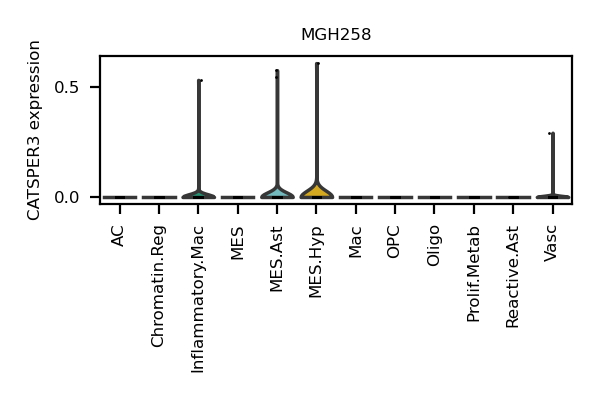 MGH258
CATSPER3 expression
0.5
0.0
AC
Chromatin.Reg
Inflammatory.Mac
MES
MES.Ast
MES.Hyp
Mac
OPC
Oligo
Prolif.Metab
Reactive.Ast
Vasc